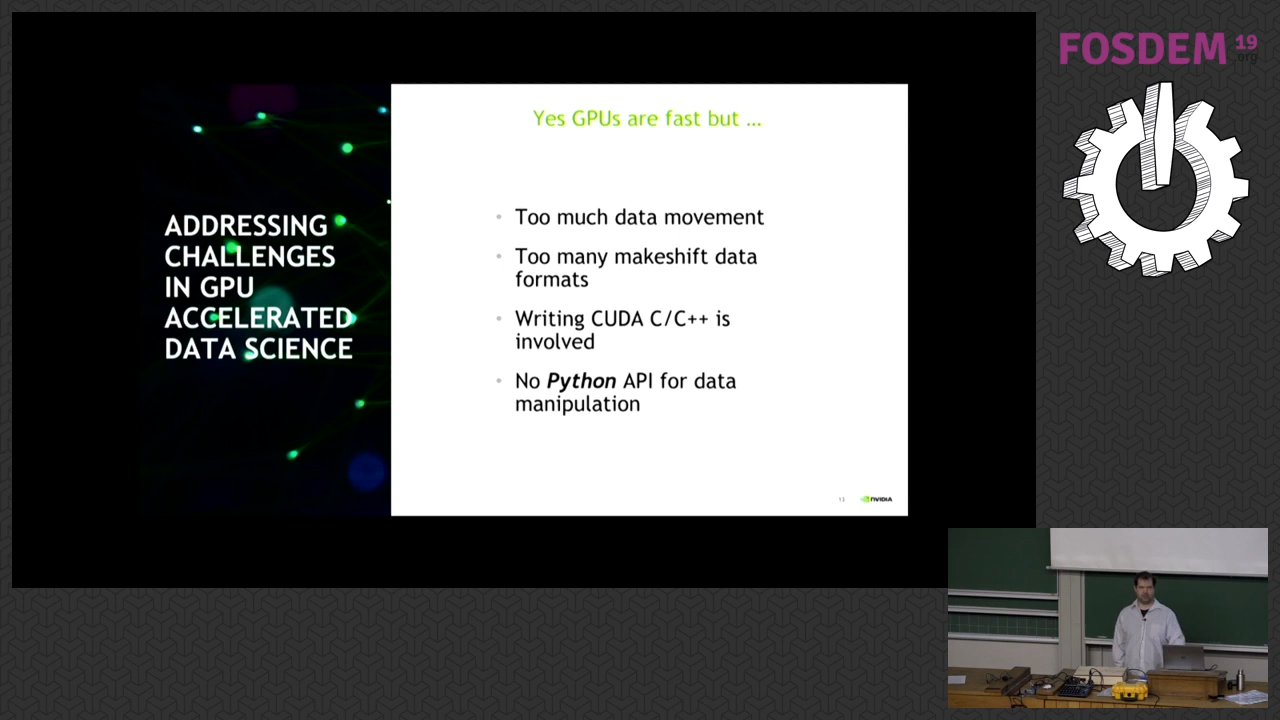 FOSDEM 19
.org
ADDRESSING
CHALLENGES
IN GPU
ACCELERATED
DATA SCIENCE
Yes GPUs are fast but ...
• Too much data movement
• Too many makeshift data
formats
• Writing CUDA C/C++ is
involved
• No Python API for data
manipulation
13
NVIDIA